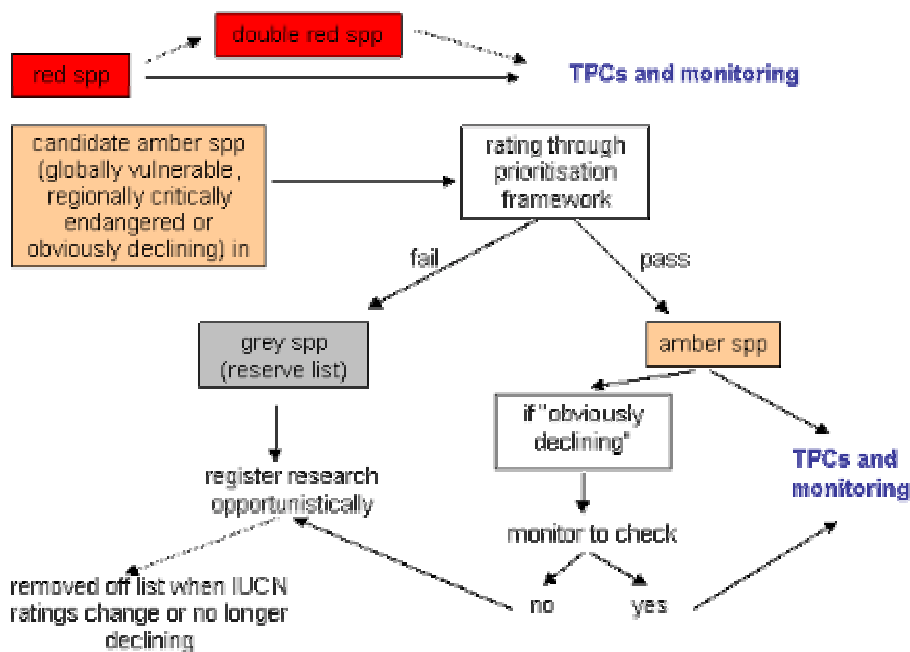 double red spp
red spp
TPCs and monitoring
candidate amber spp
(globally vulnerable,
regionally critically
endangered or
obviously declining) in
rating through
prioritisation
framework
fail
pass
grey spp
(reserve list)
amber spp
if "obviously
declining"
TPCs and
monitoring
register research
opportunistically
monitor to check
removed off list when IUCN
ratings change or no longer
declining
no
yes